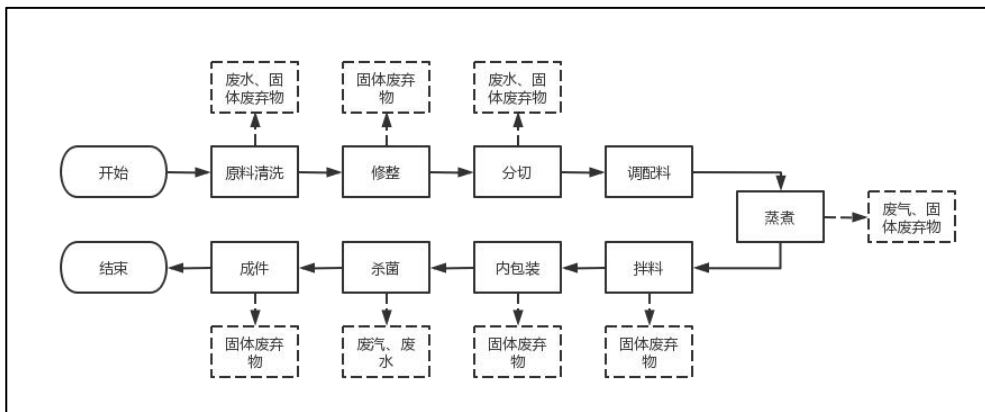 废水、固
体废弃物
固体废弃
物
废水、固
体废弃物
开始
原料清洗
修整
分切
调配料
蒸煮
废气、固
体废弃物
结束
成件
杀菌
内包装
拌料
固体废弃
物
废汽、废
水
固体废弃
物
固体废弃
物